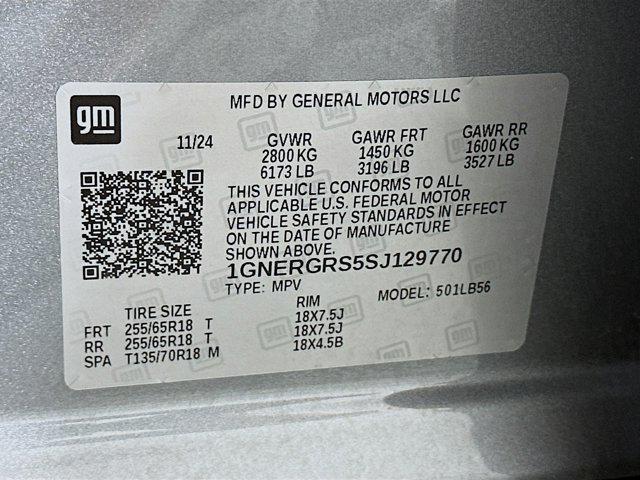 gm
MFD BY GENERAL MOTORS LLC
11/24 GVWR GAWR FRT GAWR RR
2800 KG 1450 KG 1600 KG
6173 LB 3196 LB 3527 LB
THIS VEHICLE CONFORMS TO ALL
APPLICABLE U.S. FEDERAL MOTOR
VEHICLE SAFETY STANDARDS IN EFFECT
ON THE DATE OF MANUFACTURE
SHOWN ABOVE.
1GNERGRS5SJ129770
TYPE: MPV MODEL: 501LB56
TIRE SIZE RIM
FRT 255/65R18 T 18X7.5J
RR 255/65R18 T 18X7.5J
SPA T135/70R18 M 18X4.5B